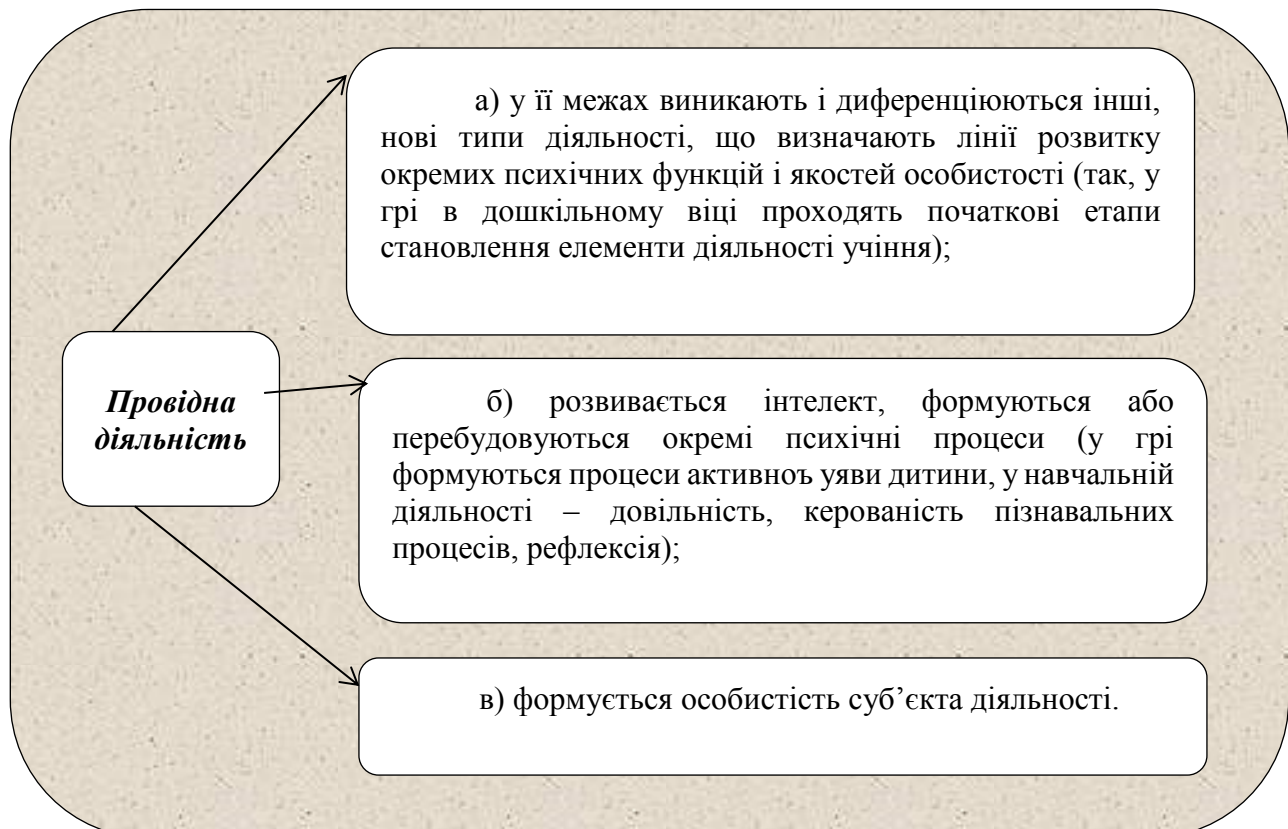 а) у її межах виникають і диференціюються інші,
нові типи діяльності, що визначають лінії розвитку
окремих психічних функцій і якостей особистості (так, у
грі в дошкільному віці проходять початкові етапи
становлення елементи діяльності учіння);
Провідна
діяльність
б) розвивається інтелект, формуються або
перебудовуються окремі психічні процеси (у грі
формуються процеси активноъ уяви дитини, у навчальній
діяльності – довільність, керованість пізнавальних
процесів, рефлексія);
в) формується особистість суб’єкта діяльності.